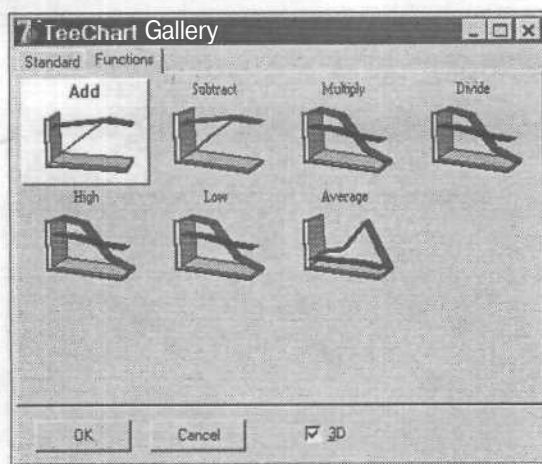 TeeChart Gallery
Standard Functions
Add Subtract Multiply Divide
High Low Average
OK Cancel 3D